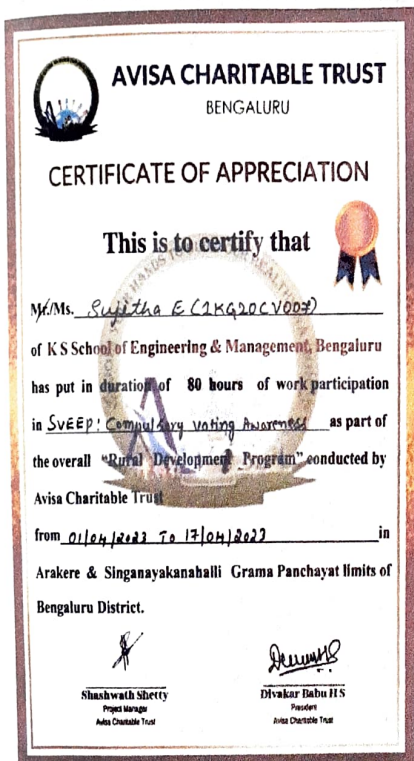 AVISA CHARITABLE TRUST
BENGALURU
CERTIFICATE OF APPRECIATION
This is to certify that
Mr./Ms. Sujitha E (1KG20CV007)
of K S School of Engineering & Management, Bengaluru
has put in duration of 80 hours of work participation
in SVEEP: Compulsary Voting Awareness as part of
the overall "Rural Development Program" conducted by
Avisa Charitable Trust
from 01/04/2023 To 17/04/2023 in
Arakere & Singanayakanahalli Grama Panchayat limits of
Bengaluru District.
Shashwath Shetty
Project Manager
Avisa Charitable Trust
Divakar Babu H S
President
Avisa Charitable Trust